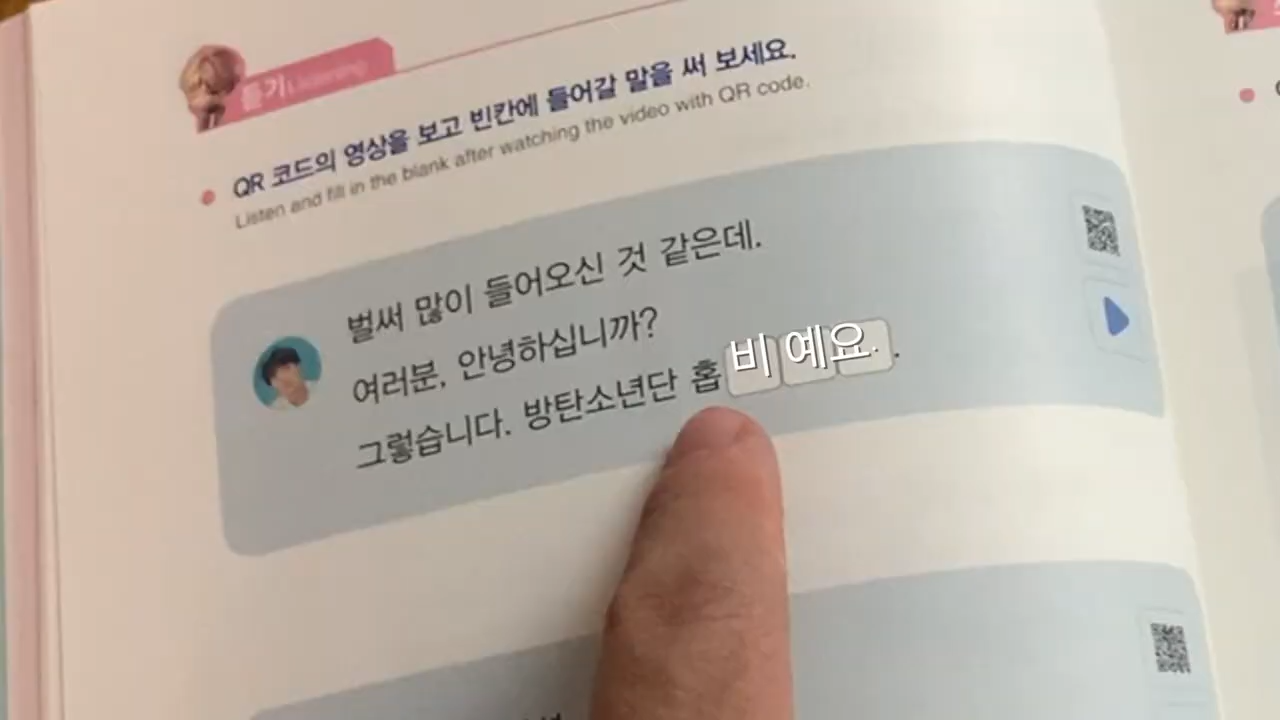 듣기 Listening
QR 코드의 영상을 보고 빈칸에 들어갈 말을 써 보세요.
Listen and fill in the blank after watching the video with QR code.
벌써 많이 들어오신 것 같은데.
여러분, 안녕하십니까?
그렇습니다. 방탄소년단 홉비 예요. .